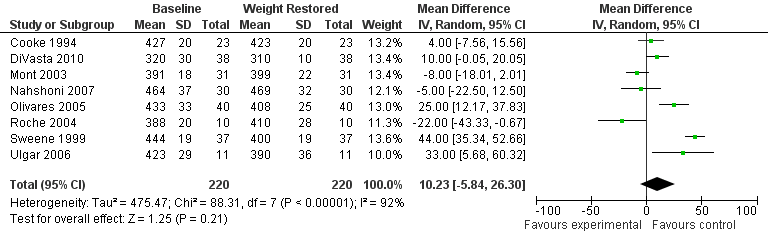 Baseline Weight Restored Mean Difference Mean Difference
Study or Subgroup Mean SD Total Mean SD Total Weight IV, Random, 95% CI IV, Random, 95% CI
Cooke 1994 427 20 23 423 20 23 13.2% 4.00 [-7.56, 15.56]
DiVasta 2010 320 30 38 310 10 38 13.5% 10.00 [-0.05, 20.05]
Mont 2003 391 18 31 399 22 31 13.5% -8.00 [-18.01, 2.01]
Nahshoni 2007 464 37 30 469 32 30 12.2% -5.00 [-22.50, 12.50]
Olivares 2005 433 33 40 408 25 40 13.1% 25.00 [12.17, 37.83]
Roche 2004 388 20 10 410 28 10 11.4% -22.00 [-43.33, -0.67]
Sweene 1999 444 19 37 400 19 37 13.7% 44.00 [35.34, 52.66]
Ulgar 2006 423 29 11 390 36 11 9.4% 33.00 [5.68, 60.32]
Total (95% CI) 220 220 100.0% 10.23 [-5.84, 26.30]
Heterogeneity: Tau² = 475.47; Chi² = 88.31, df = 7 (P < 0.00001); I² = 92%
Test for overall effect: Z = 1.25 (P = 0.21)
-100 -50 0 50 100
Favours experimental Favours control